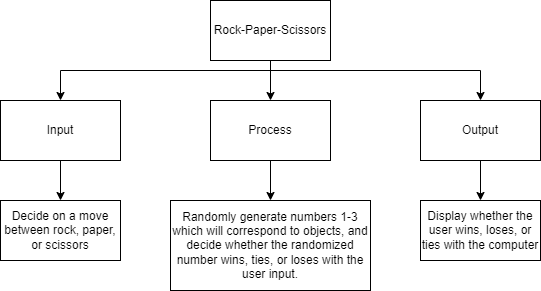 Rock-Paper-Scissors
Input
Process
Output
Decide on a move
between rock, paper,
or scissors
Randomly generate numbers 1-3
which will correspond to objects, and
decide whether the randomized
number wins, ties, or loses with the
user input.
Display whether the
user wins, loses, or
ties with the computer